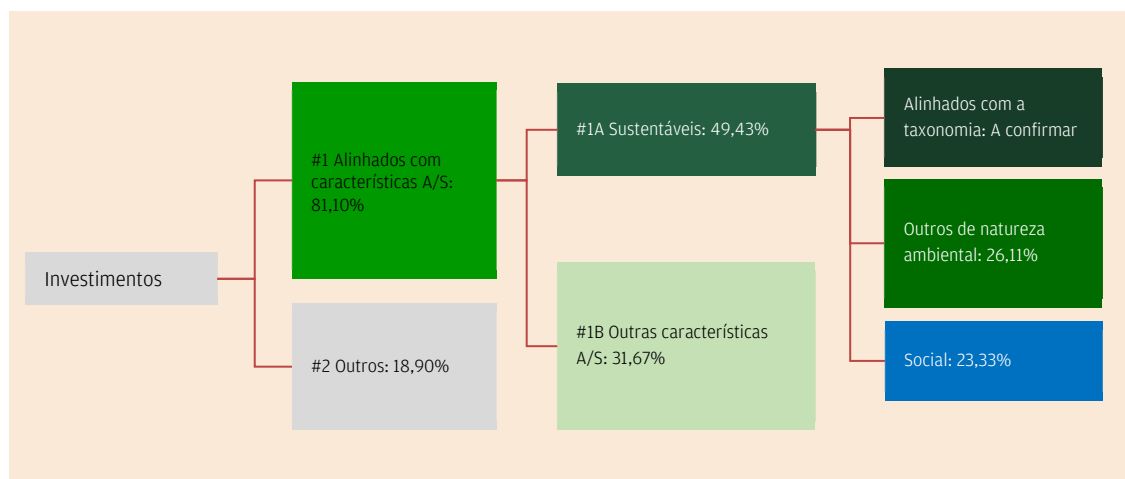 Investimentos
#1 Alinhados com
características A/S:
81,10%
#2 Outros: 18,90%
#1A Sustentáveis: 49,43%
#1B Outras características
A/S: 31,67%
Alinhados com a
taxonomia: A confirmar
Outros de natureza
ambiental: 26,11%
Social: 23,33%